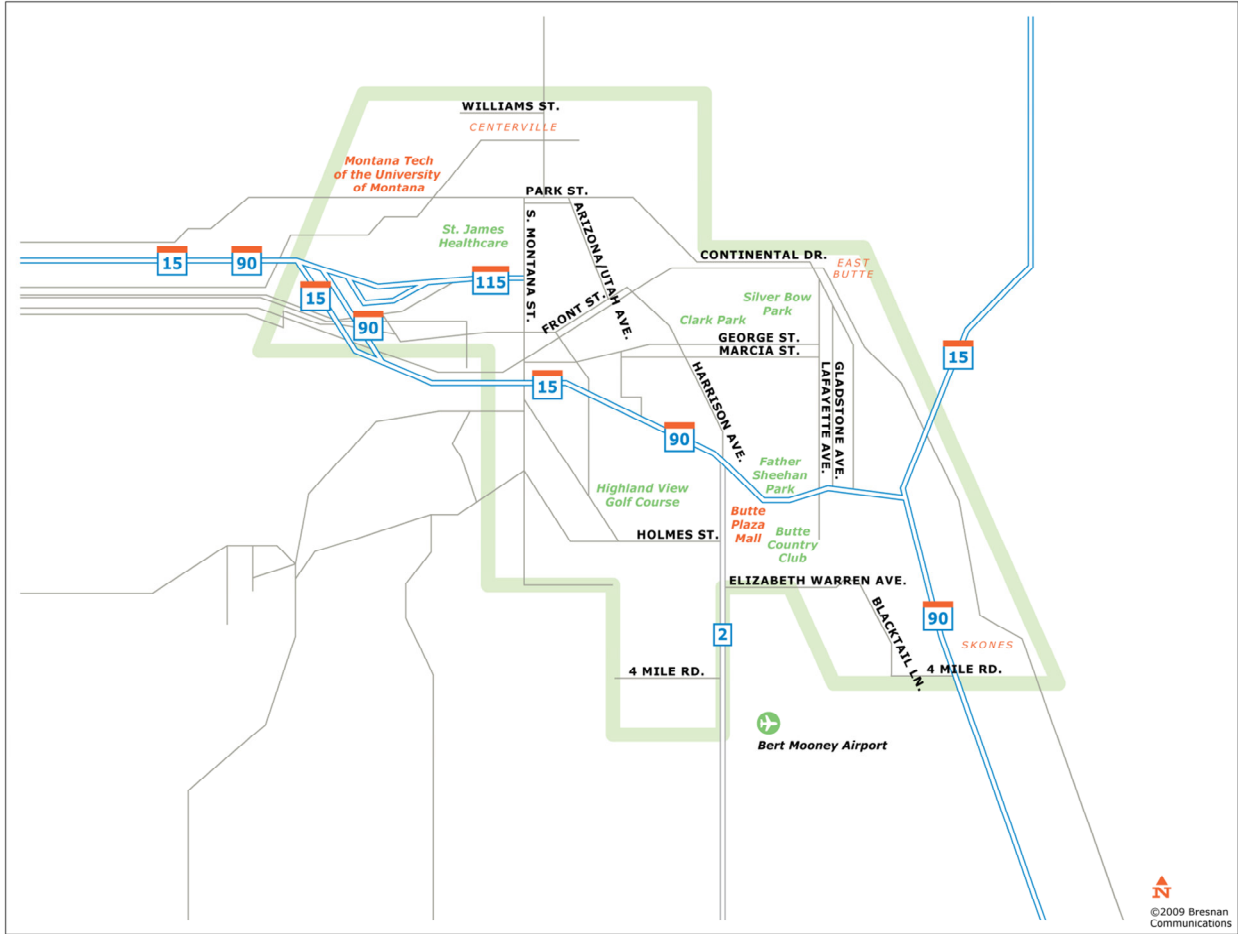 WILLIAMS ST.
CENTERVILLE
Montana Tech
of the University
of Montana
PARK ST.
S. MONTANA ST.
ARIZONA/UTAH AVE.
St. James
Healthcare
CONTINENTAL DR.
EAST
BUTTE
15
90
115
15
90
Silver Bow
Park
FRONT ST.
Clark Park
GEORGE ST.
MARCIA ST.
15
15
HARRISON AVE.
LAFAYETTE AVE.
GLADSTONE AVE.
90
Father
Sheehan
Park
Highland View
Golf Course
Butte
Plaza
Mall
Butte
Country
Club
HOLMES ST.
ELIZABETH WARREN AVE.
BLACKTAIL LN.
90
2
SKONES
4 MILE RD.
4 MILE RD.
Bert Mooney Airport
N
©2009 Bresnan
Communications